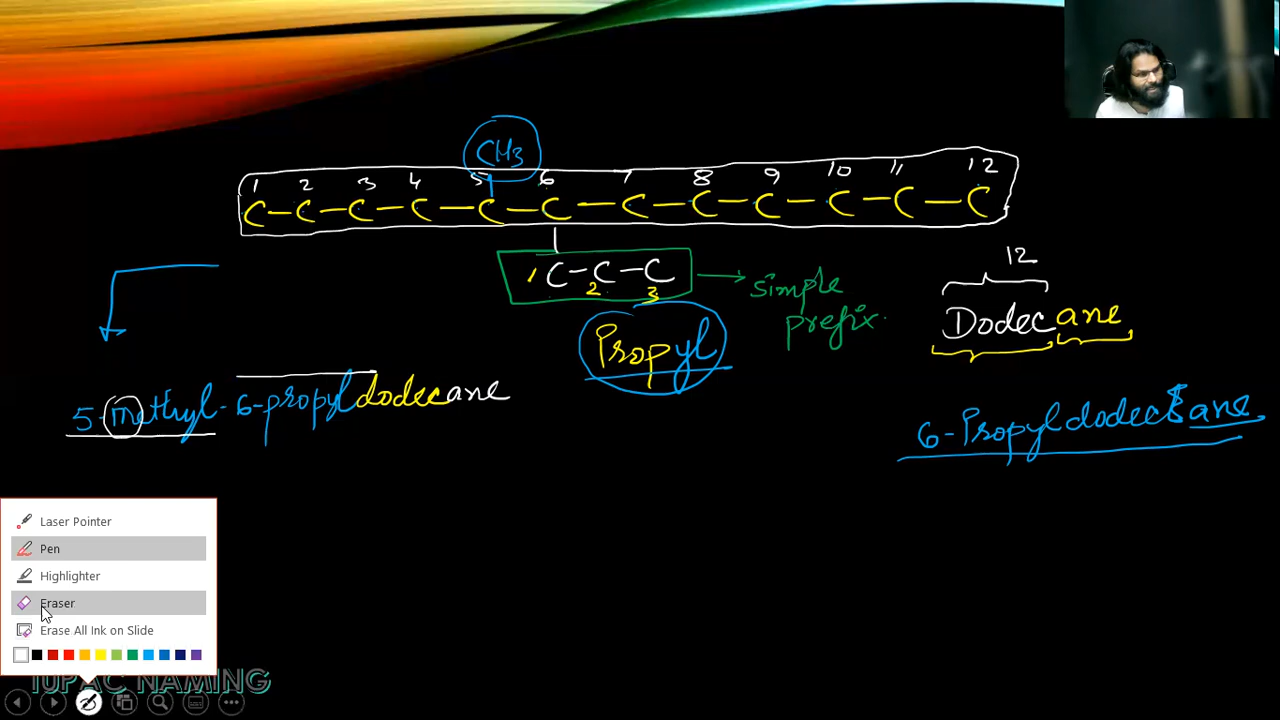 CH3
1 2 3 4 5 6 7 8 9 10 11 12
C-C-C-C-C-C-C-C-C-C-C-C
C-C-C
1 2 3
simple
prefix.
Propyl
12
Dodecane
5-methyl-6-propyldodecane
6-Propyldodecane
Laser Pointer
Pen
Highlighter
Eraser
Erase All Ink on Slide
IUPAC NAMING